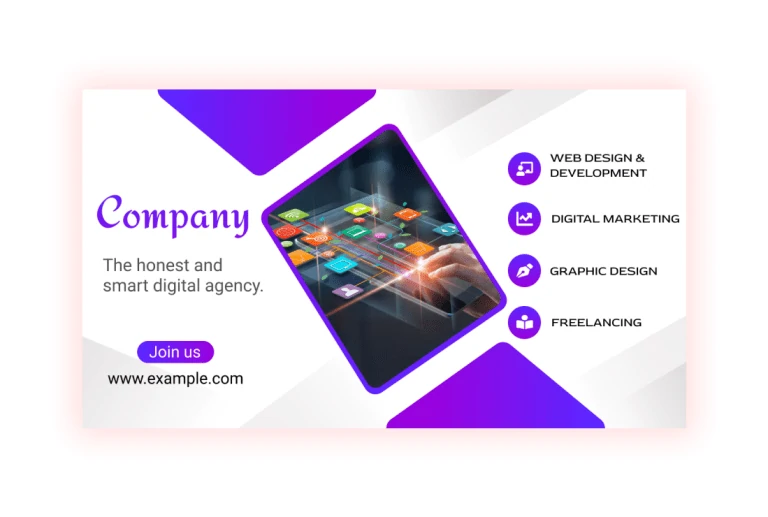 Company
The honest and
smart digital agency.
Join us
www.example.com
WEB DESIGN &
DEVELOPMENT
DIGITAL MARKETING
GRAPHIC DESIGN
FREELANCING